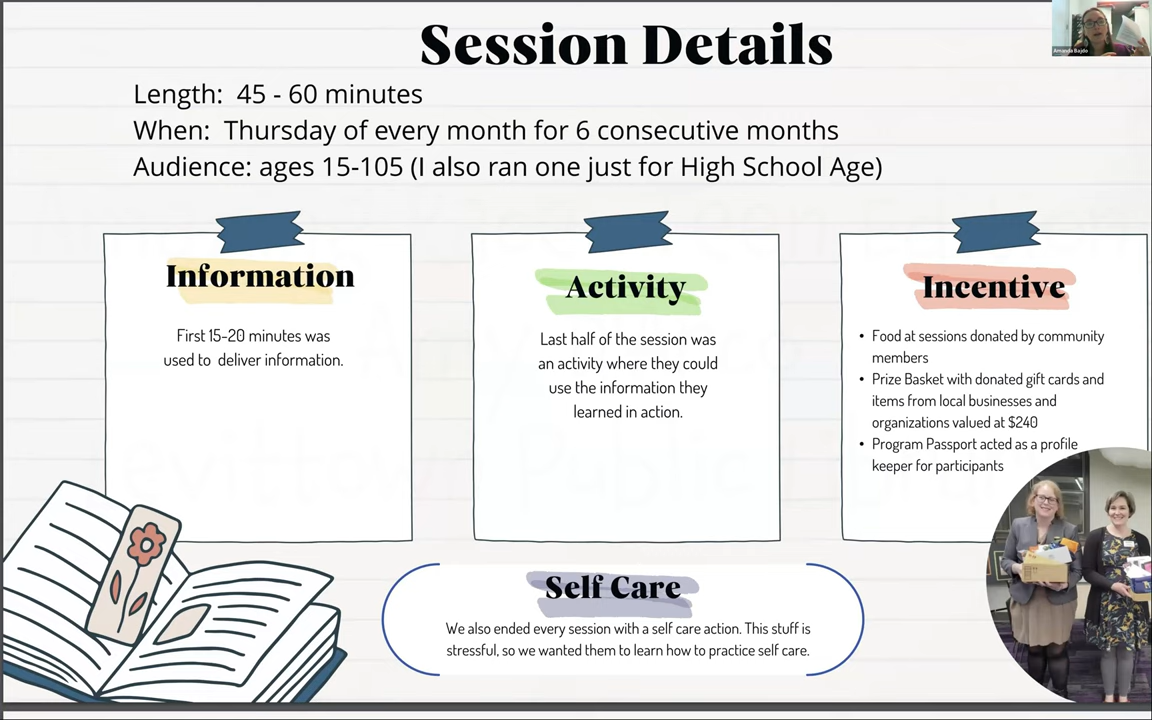 Session Details
Length: 45 - 60 minutes
When: Thursday of every month for 6 consecutive months
Audience: ages 15-105 (I also ran one just for High School Age)
Information
First 15-20 minutes was
used to deliver information.
Activity
Last half of the session was
an activity where they could
use the information they
learned in action.
Incentive
• Food at sessions donated by community
members
• Prize Basket with donated gift cards and
items from local businesses and
organizations valued at $240
• Program Passport acted as a profile
keeper for participants
Self Care
We also ended every session with a self care action. This stuff is
stressful, so we wanted them to learn how to practice self care.
Amanda Bajdo